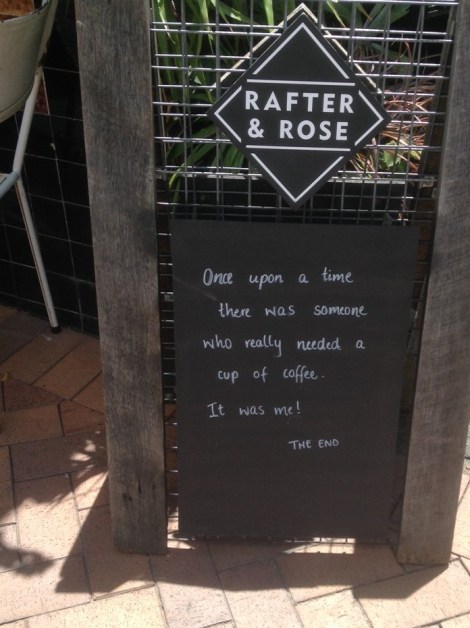 RAFTER
& ROSE
Once upon a time
there was someone
who really needed a
cup of coffee.
It was me!
THE END